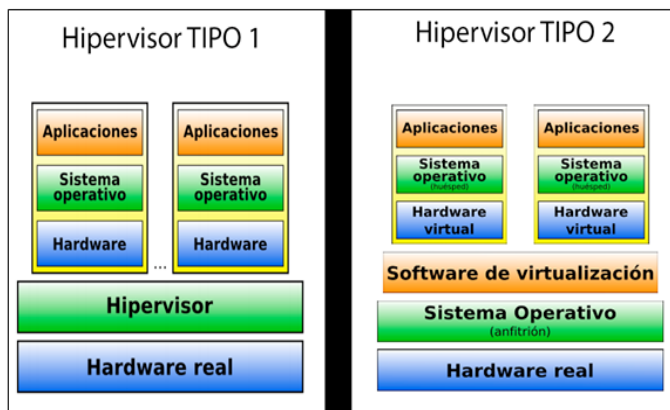 Hipervisor TIPO 1
Aplicaciones
Aplicaciones
Sistema
operativo
Sistema
operativo
Hardware
Hardware
...
Hipervisor
Hardware real
Hipervisor TIPO 2
Aplicaciones
Aplicaciones
Sistema
operativo
(huésped)
Sistema
operativo
(huésped)
Hardware
virtual
Hardware
virtual
Software de virtualización
Sistema Operativo
(anfitrión)
Hardware real